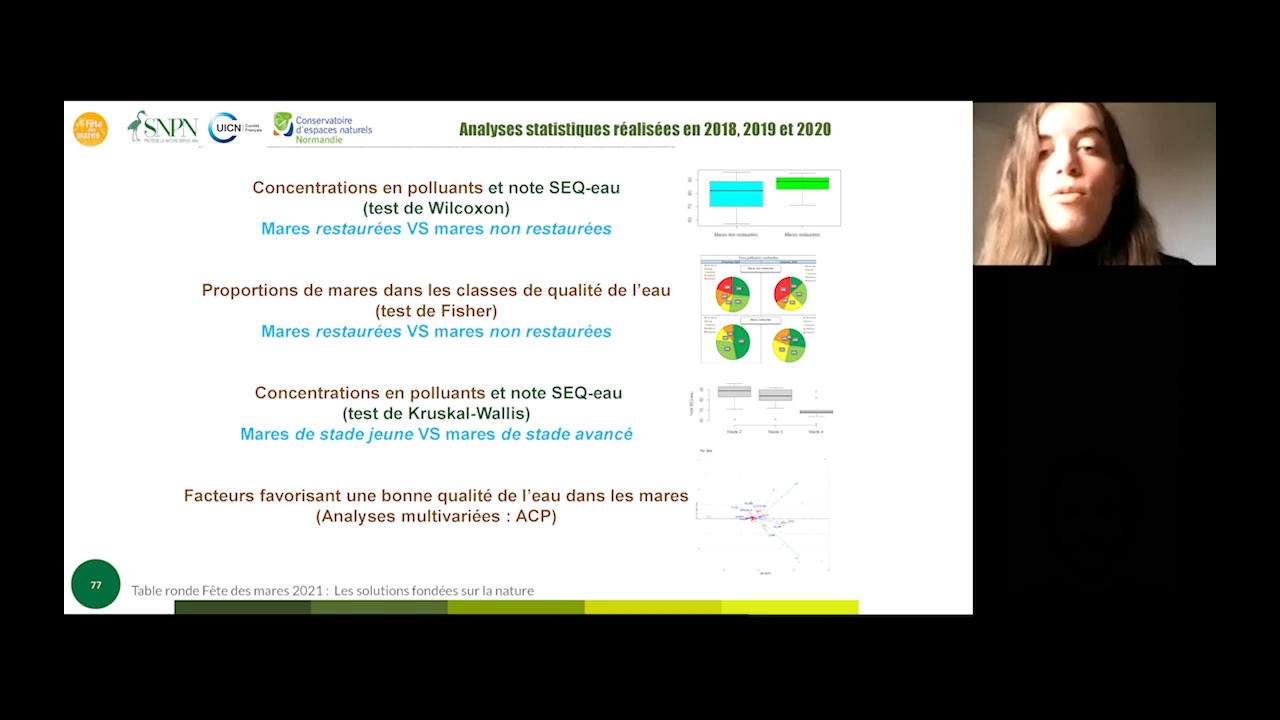 Fête des mares
SNPN
PROTÈGE LA NATURE DEPUIS 1854
UICN Comité Français
Conservatoire
d'espaces naturels
Normandie
Analyses statistiques réalisées en 2018, 2019 et 2020
Concentrations en polluants et note SEQ-eau
(test de Wilcoxon)
Mares restaurées VS mares non restaurées
Mares non restaurées Mares restaurées
Proportions de mares dans les classes de qualité de l'eau
(test de Fisher)
Mares restaurées VS mares non restaurées
Concentrations en polluants et note SEQ-eau
(test de Kruskal-Wallis)
Mares de stade jeune VS mares de stade avancé
Stade 2 Stade 3 Stade 4
Facteurs favorisant une bonne qualité de l'eau dans les mares
(Analyses multivariées : ACP)
77
Table ronde Fête des mares 2021 : Les solutions fondées sur la nature